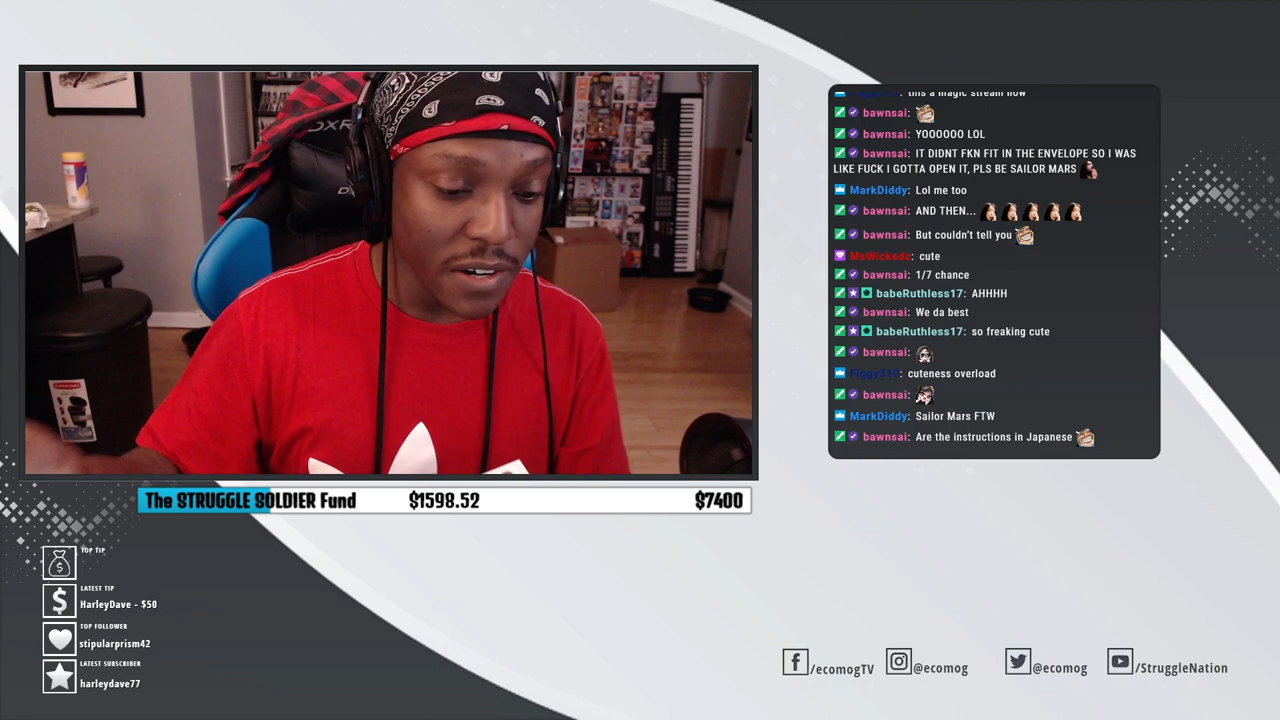 : this a magic stream now
bawnsai:
bawnsai: YOOOOOO LOL
bawnsai: IT DIDNT FKN FIT IN THE ENVELOPE SO I WAS
LIKE FUCK I GOTTA OPEN IT, PLS BE SAILOR MARS
MarkDiddy: Lol me too
bawnsai: AND THEN...
bawnsai: But couldn't tell you
MsWickedz: cute
bawnsai: 1/7 chance
babeRuthless17: AHHHH
bawnsai: We da best
babeRuthless17: so freaking cute
bawnsai:
Figgy310: cuteness overload
bawnsai:
MarkDiddy: Sailor Mars FTW
bawnsai: Are the instructions in Japanese
DXR
The STRUGGLE SOLDIER Fund $1598.52 $7400
TOP TIP
LATEST TIP
HarleyDave - $50
TOP FOLLOWER
stipularprism42
LATEST SUBSCRIBER
harleydave77
/ecomogTV @ecomog @ecomog /StruggleNation